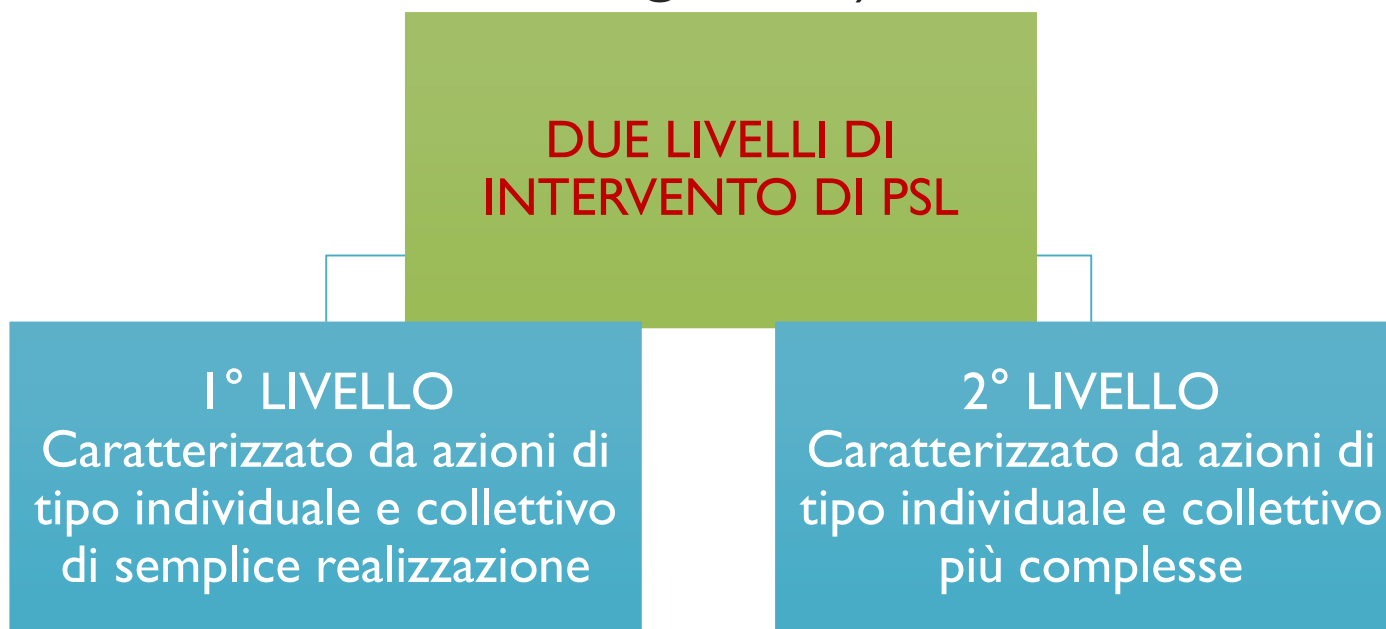 DUE LIVELLI DI
INTERVENTO DI PSL
1° LIVELLO
Caratterizzato da azioni di
tipo individuale e collettivo
di semplice realizzazione
2° LIVELLO
Caratterizzato da azioni di
tipo individuale e collettivo
più complesse